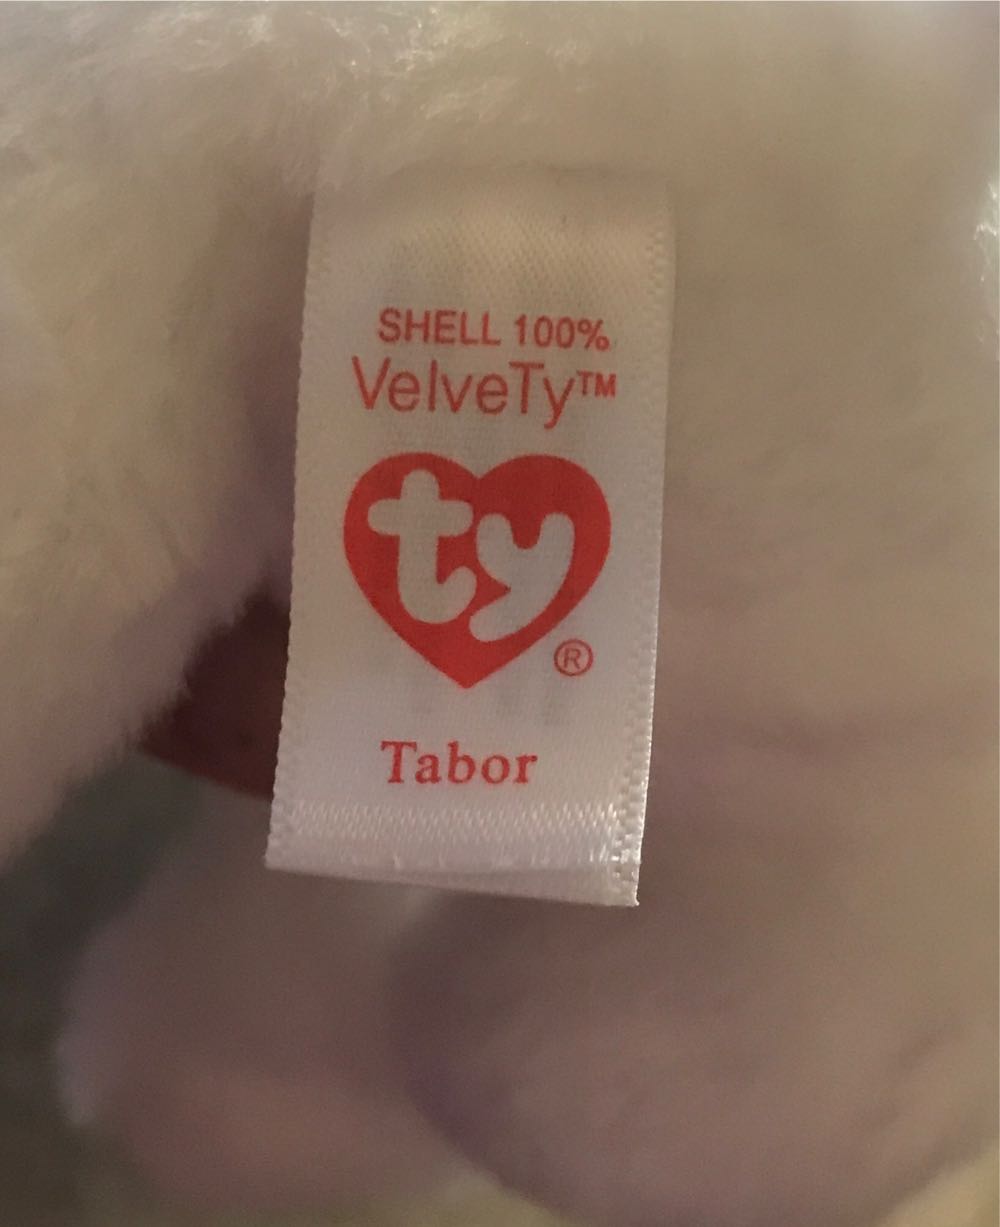 SHELL 100%
VelveTy™
ty
®
Tabor